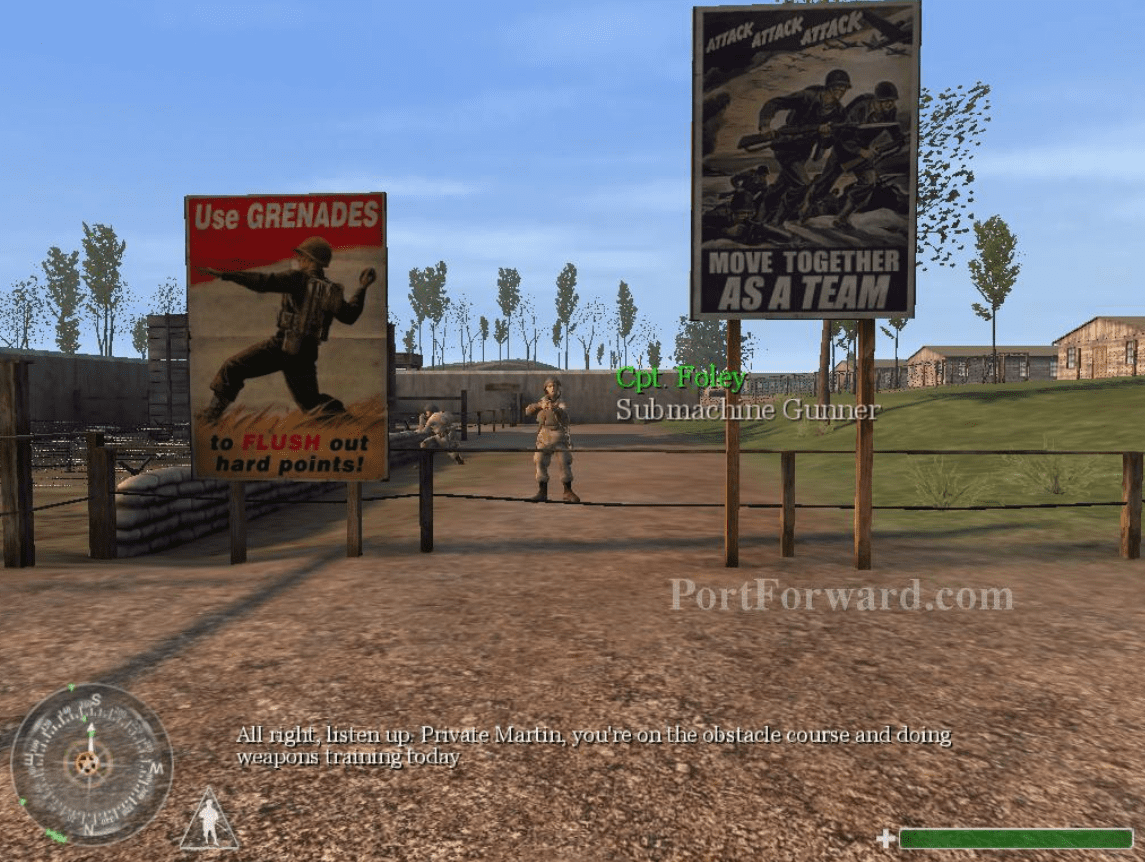 ATTACK ATTACK ATTACK
MOVE TOGETHER
AS A TEAM
Use GRENADES
to FLUSH out
hard points!
Cpt. Foley
Submachine Gunner
PortForward.com
All right, listen up. Private Martin, you're on the obstacle course and doing
weapons training today.
S
W
N
E